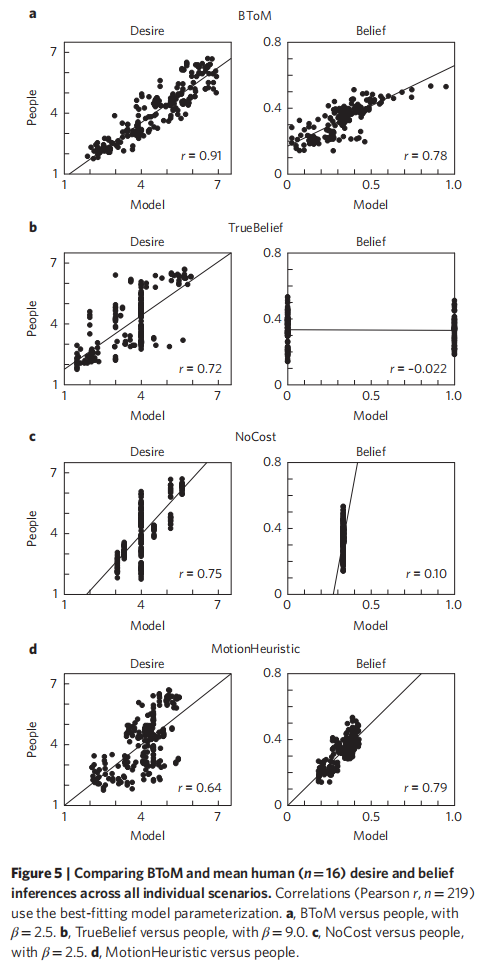 a
BToM
Desire
Belief
7
4
1
People
r = 0.91
1
4
7
Model
0.8
0.4
0
r = 0.78
0
0.5
1.0
Model
b
TrueBelief
Desire
Belief
7
4
1
People
r = 0.72
1
4
7
Model
0.8
0.4
0
r = –0.022
0
0.5
1.0
Model
c
NoCost
Desire
Belief
7
4
1
People
r = 0.75
1
4
7
Model
0.8
0.4
0
r = 0.10
0
0.5
1.0
Model
d
MotionHeuristic
Desire
Belief
7
4
1
People
r = 0.64
1
4
7
Model
0.8
0.4
0
r = 0.79
0
0.5
1.0
Model
Figure 5 | Comparing BToM and mean human (n = 16) desire and belief
inferences across all individual scenarios. Correlations (Pearson r, n = 219)
use the best-fitting model parameterization. a, BToM versus people, with
β = 2.5. b, TrueBelief versus people, with β = 9.0. c, NoCost versus people,
with β = 2.5. d, MotionHeuristic versus people.